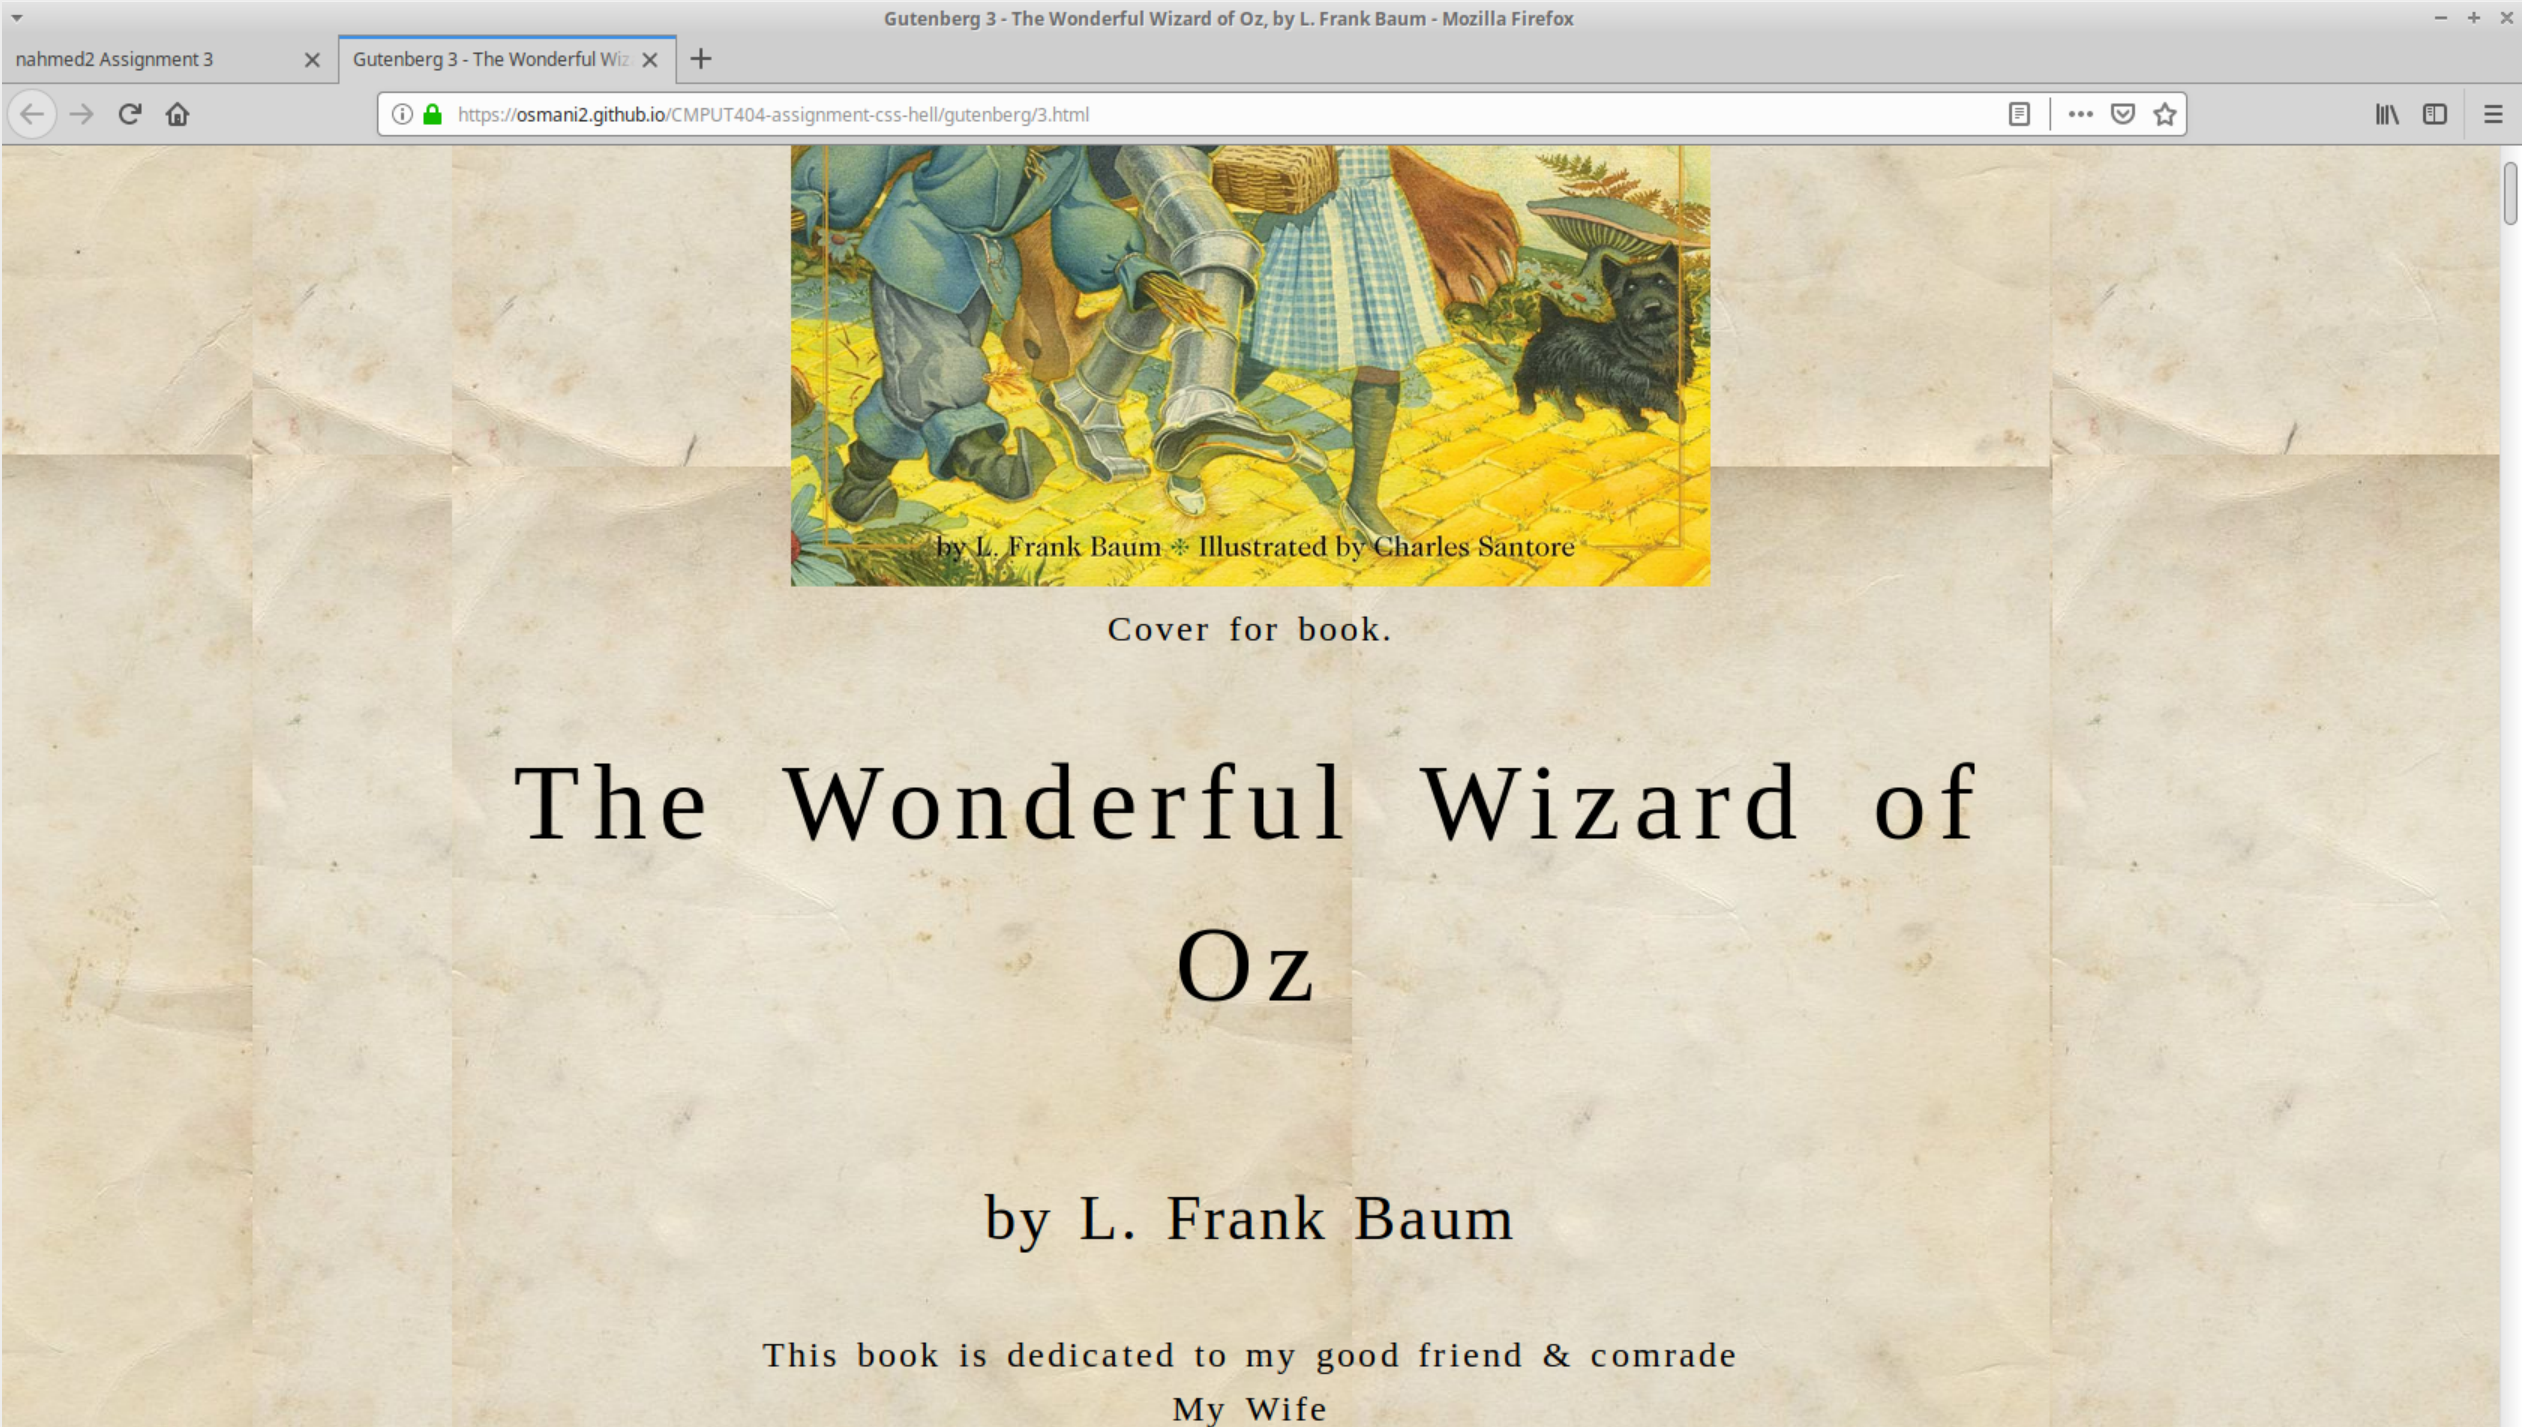 Gutenberg 3 - The Wonderful Wizard of Oz, by L. Frank Baum - Mozilla Firefox
nahmed2 Assignment 3
Gutenberg 3 - The Wonderful Wiz
https://osmani2.github.io/CMPUT404-assignment-css-hell/gutenberg/3.html
by L. Frank Baum ❈ Illustrated by Charles Santore
Cover for book.
The Wonderful Wizard of
Oz
by L. Frank Baum
This book is dedicated to my good friend & comrade
My Wife